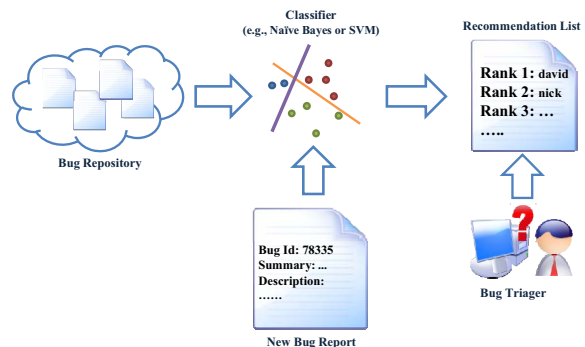 Classifier
(e.g., Naïve Bayes or SVM)
Recommendation List
Rank 1: david
Rank 2: nick
Rank 3: …
…..
Bug Repository
Bug Id: 78335
Summary: ...
Description:
……
?
Bug Triager
New Bug Report